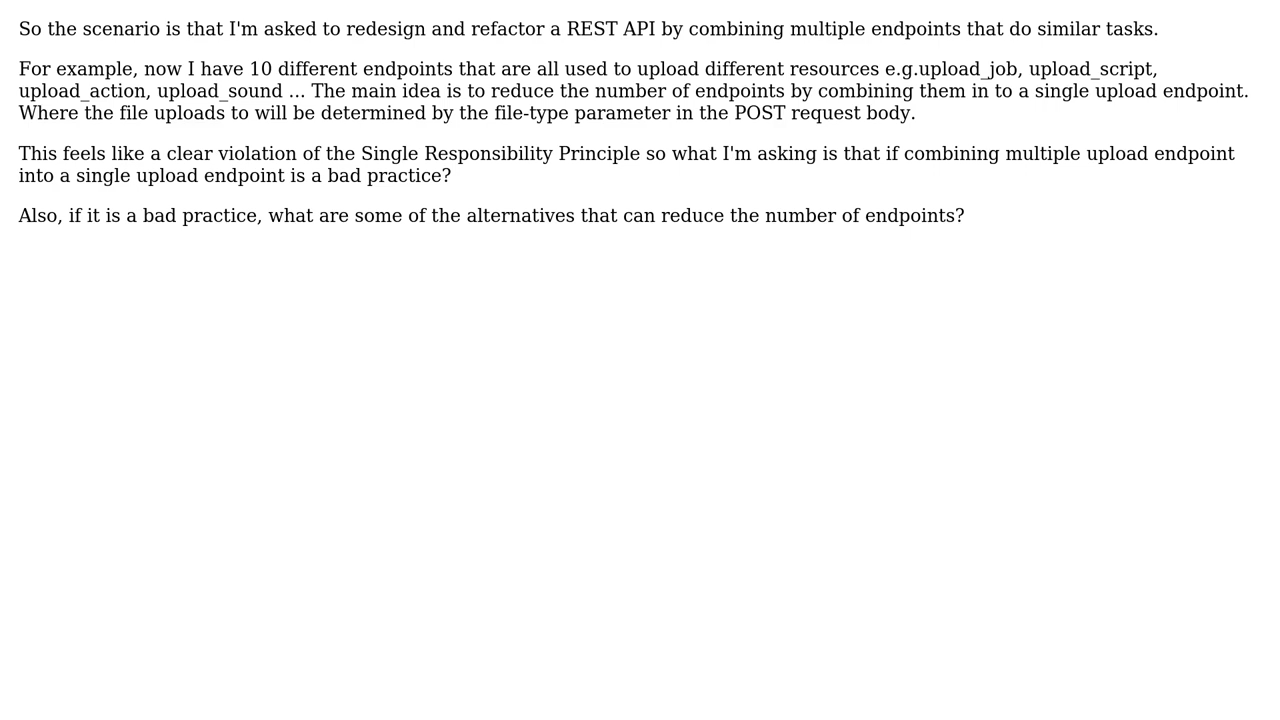 So the scenario is that I'm asked to redesign and refactor a REST API by combining multiple endpoints that do similar tasks.
For example, now I have 10 different endpoints that are all used to upload different resources e.g.upload_job, upload_script,
upload_action, upload_sound ... The main idea is to reduce the number of endpoints by combining them in to a single upload endpoint.
Where the file uploads to will be determined by the file-type parameter in the POST request body.
This feels like a clear violation of the Single Responsibility Principle so what I'm asking is that if combining multiple upload endpoint
into a single upload endpoint is a bad practice?
Also, if it is a bad practice, what are some of the alternatives that can reduce the number of endpoints?